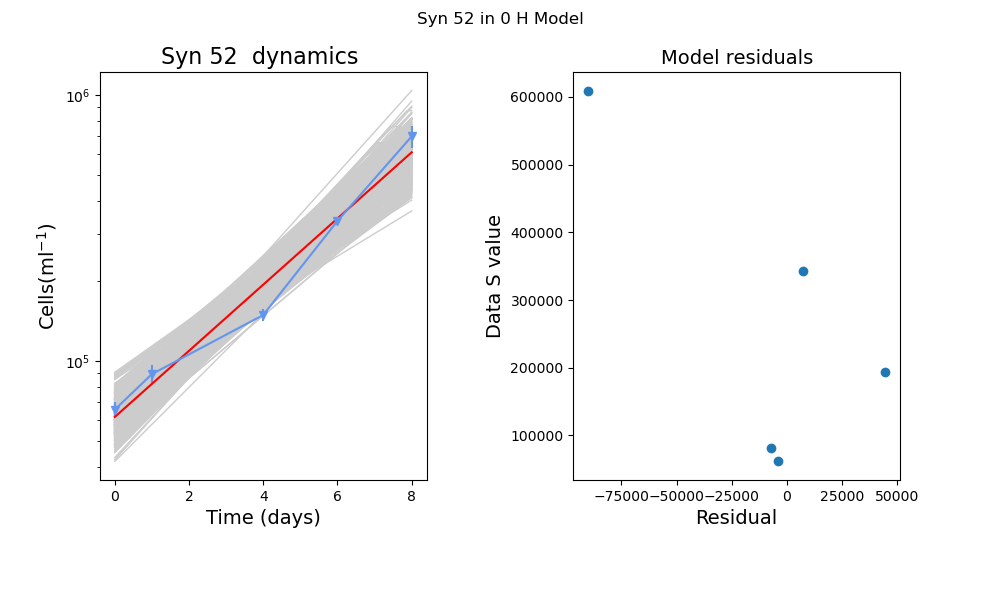 Syn 52 in 0 H Model
Syn 52  dynamics
Cells(ml⁻¹)
10⁶
10⁵
0 2 4 6 8
Time (days)
Model residuals
Data S value
600000
500000
400000
300000
200000
100000
−75000 −50000 −25000 0 25000 50000
Residual